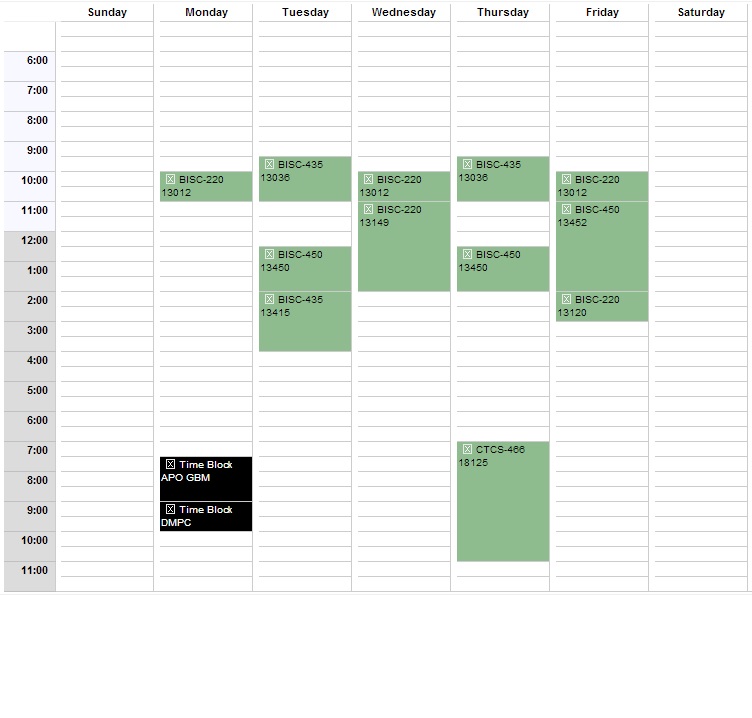 Sunday Monday Tuesday Wednesday Thursday Friday Saturday
6:00
7:00
8:00
9:00
BISC-435 BISC-435
13036 13036
10:00 BISC-220 BISC-220 BISC-220
13012 13012 13012
11:00 BISC-220 BISC-450
13149 13452
12:00
BISC-450 BISC-450
1:00 13450 13450
2:00 BISC-435 BISC-220
13415 13120
3:00
4:00
5:00
6:00
7:00 CTCS-466
18125
Time Block
8:00 APO GBM
9:00 Time Block
DMPC
10:00
11:00